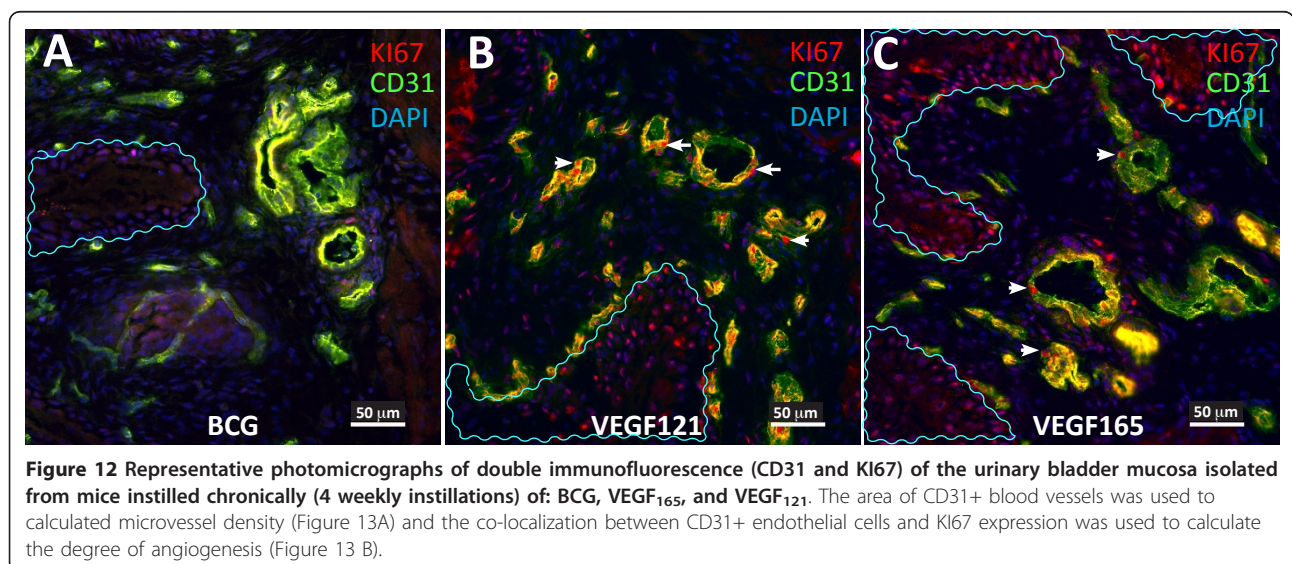 A
KI67
CD31
DAPI
BCG
50 μm
B
KI67
CD31
DAPI
VEGF121
50 μm
C
KI67
CD31
DAPI
VEGF165
50 μm
Figure 12 Representative photomicrographs of double immunofluorescence (CD31 and KI67) of the urinary bladder mucosa isolated
from mice instilled chronically (4 weekly instillations) of: BCG, VEGF₁₆₅, and VEGF₁₂₁. The area of CD31+ blood vessels was used to
calculated microvessel density (Figure 13A) and the co-localization between CD31+ endothelial cells and KI67 expression was used to calculate
the degree of angiogenesis (Figure 13 B).